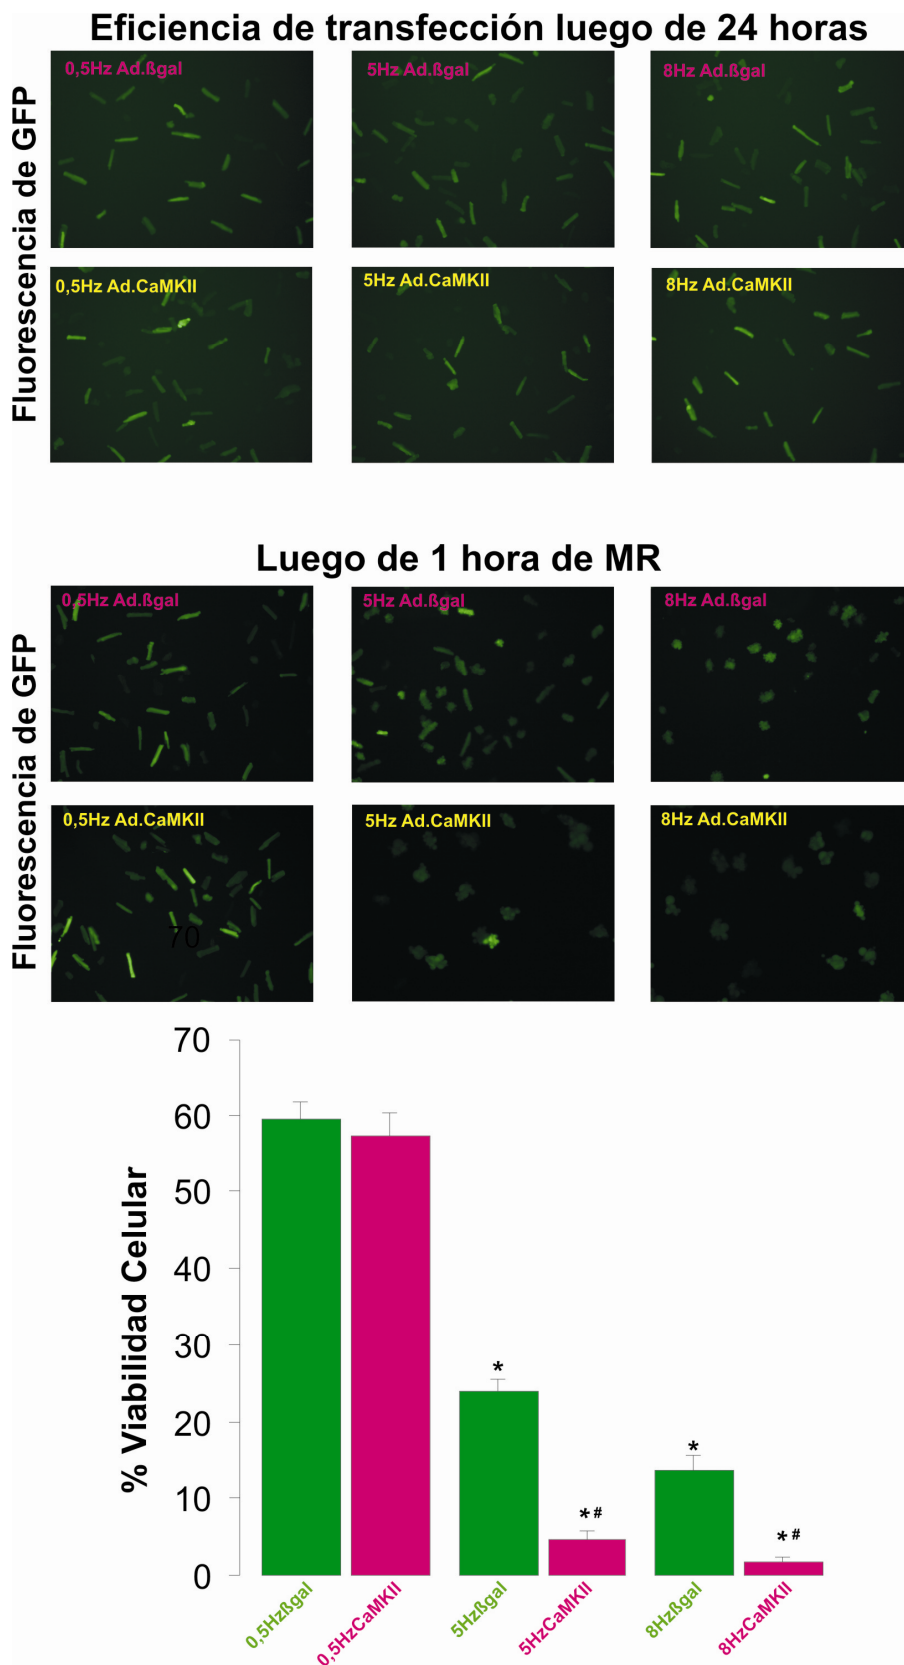 Eficiencia de transfección luego de 24 horas
Fluorescencia de GFP
0,5Hz Ad.ßgal
5Hz Ad.ßgal
8Hz Ad.ßgal
0,5Hz Ad.CaMKII
5Hz Ad.CaMKII
8Hz Ad.CaMKII
Luego de 1 hora de MR
Fluorescencia de GFP
0,5Hz Ad.ßgal
5Hz Ad.ßgal
8Hz Ad.ßgal
0,5Hz Ad.CaMKII
5Hz Ad.CaMKII
8Hz Ad.CaMKII
70
% Viabilidad Celular
70
60
50
40
30
20
10
0
*
* #
*
* #
0,5Hzßgal
0,5HzCaMKII
5Hzßgal
5HzCaMKII
8Hzßgal
8HzCaMKII